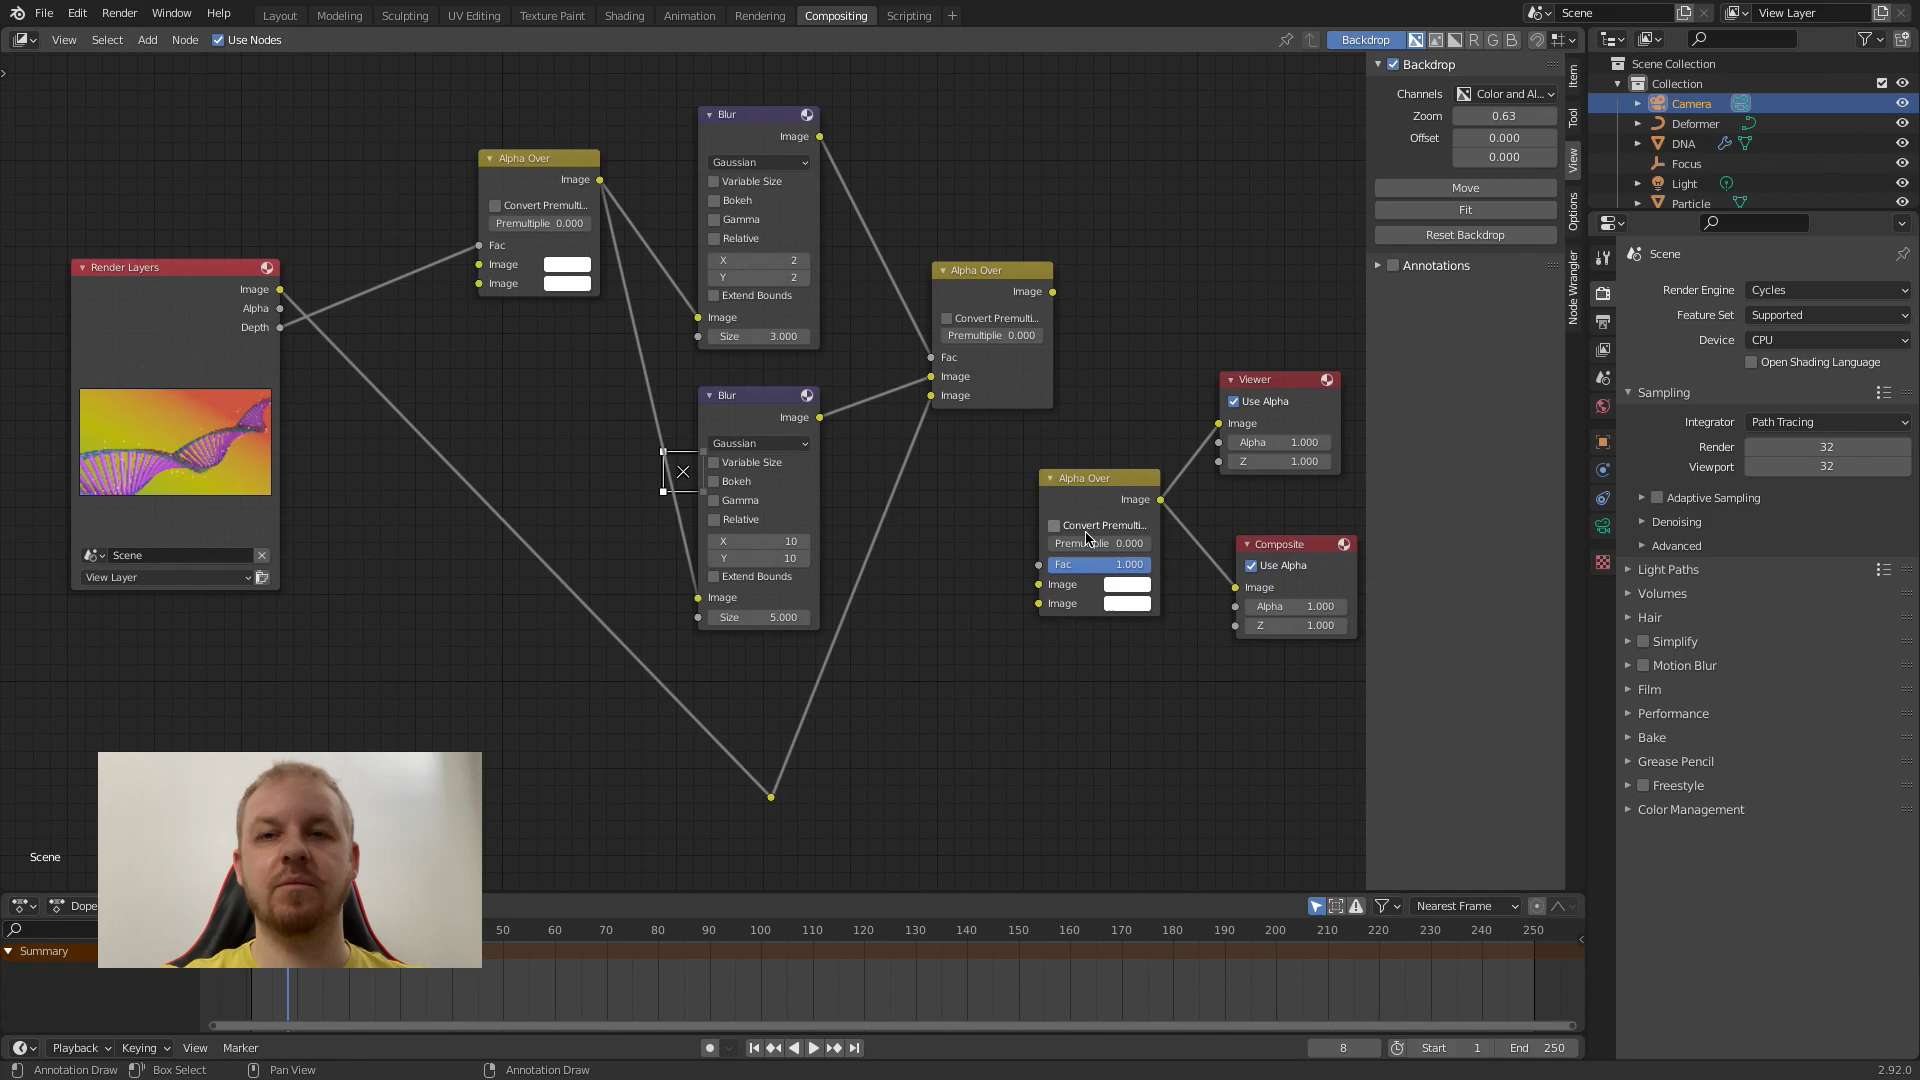 File Edit Render Window Help
Layout Modeling Sculpting UV Editing Texture Paint Shading Animation Rendering Compositing Scripting +
Scene
View Layer
View Select Add Node Use Nodes
Backdrop
R G B
Render Layers
Image
Alpha
Depth
Scene
View Layer
Alpha Over
Image
Convert Premulti...
Premultiplie 0.000
Fac
Image
Image
Blur
Image
Gaussian
Variable Size
Bokeh
Gamma
Relative
X 2
Y 2
Extend Bounds
Image
Size 3.000
Blur
Image
Gaussian
Variable Size
Bokeh
Gamma
Relative
X 10
Y 10
Extend Bounds
Image
Size 5.000
Alpha Over
Image
Convert Premulti...
Premultiplie 0.000
Fac
Image
Image
Alpha Over
Image
Convert Premulti...
Premultiplie 0.000
Fac 1.000
Image
Image
Viewer
Use Alpha
Image
Alpha 1.000
Z 1.000
Composite
Use Alpha
Image
Alpha 1.000
Z 1.000
Scene
Backdrop
Channels Color and Al...
Zoom 0.63
Offset 0.000
0.000
Move
Fit
Reset Backdrop
Annotations
Item
Tool
View
Options
Node Wrangler
Scene Collection
Collection
Camera
Deformer
DNA
Focus
Light
Particle
Scene
Render Engine Cycles
Feature Set Supported
Device CPU
Open Shading Language
Sampling
Integrator Path Tracing
Render 32
Viewport 32
Adaptive Sampling
Denoising
Advanced
Light Paths
Volumes
Hair
Simplify
Motion Blur
Film
Performance
Bake
Grease Pencil
Freestyle
Color Management
Dope
Nearest Frame
Summary
50 60 70 80 90 100 110 120 130 140 150 160 170 180 190 200 210 220 230 240 250
Playback Keying View Marker
8
Start 1 End 250
Annotation Draw Box Select Pan View Annotation Draw
2.92.0